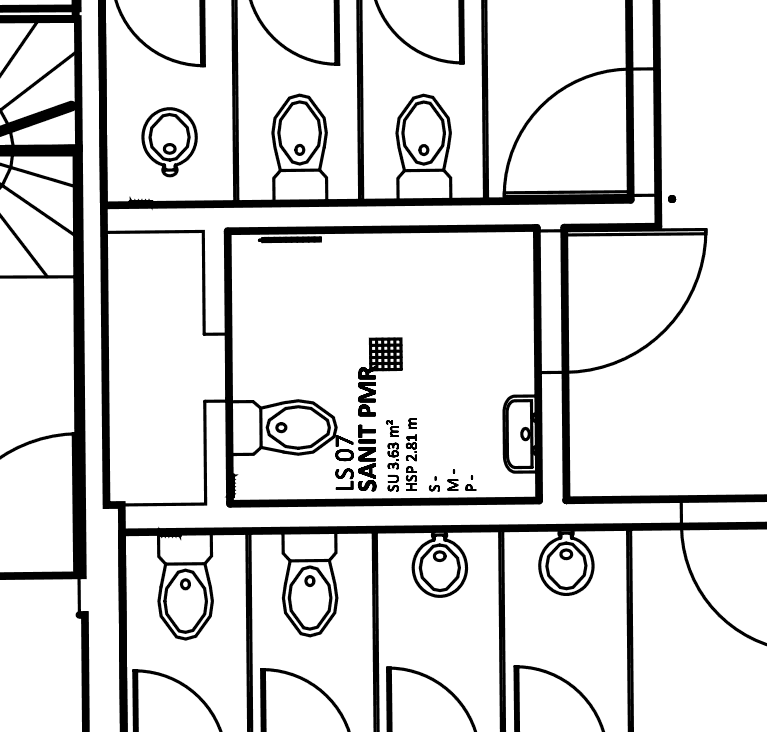 LS 07
SANIT PMR
SU 3.63 m²
HSP 2.81 m
S -
M -
P -